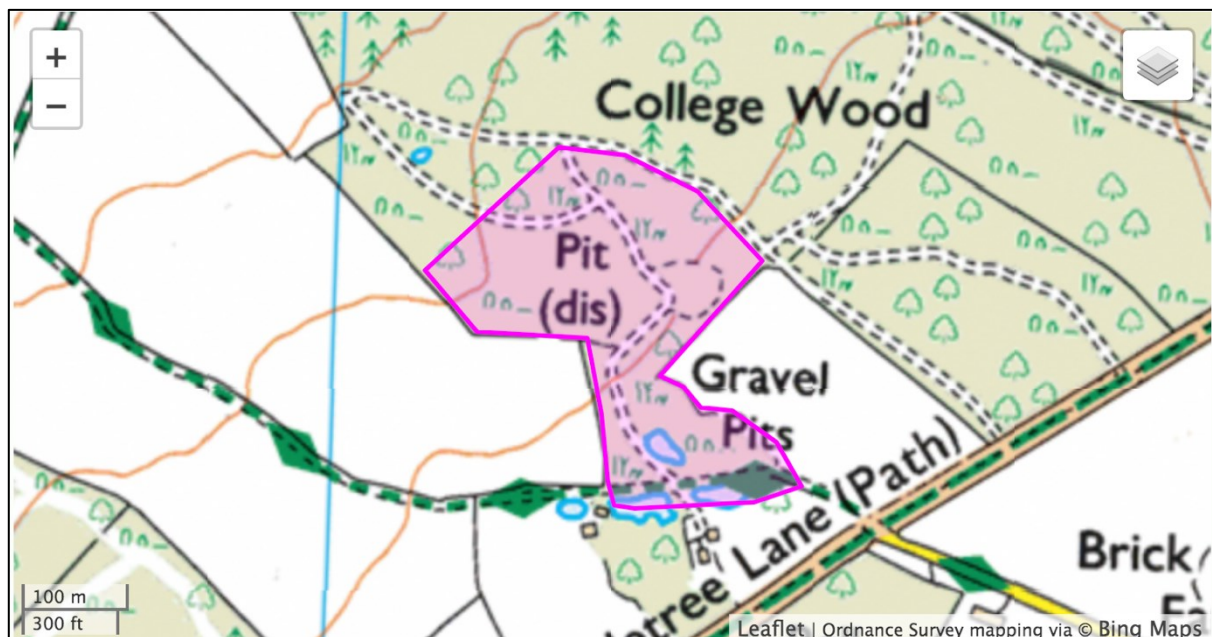 +
−
College Wood
Pit
(dis)
Gravel
Pits
(Path)
Lane
Brick
100 m
300 ft
Leaflet | Ordnance Survey mapping via © Bing Maps